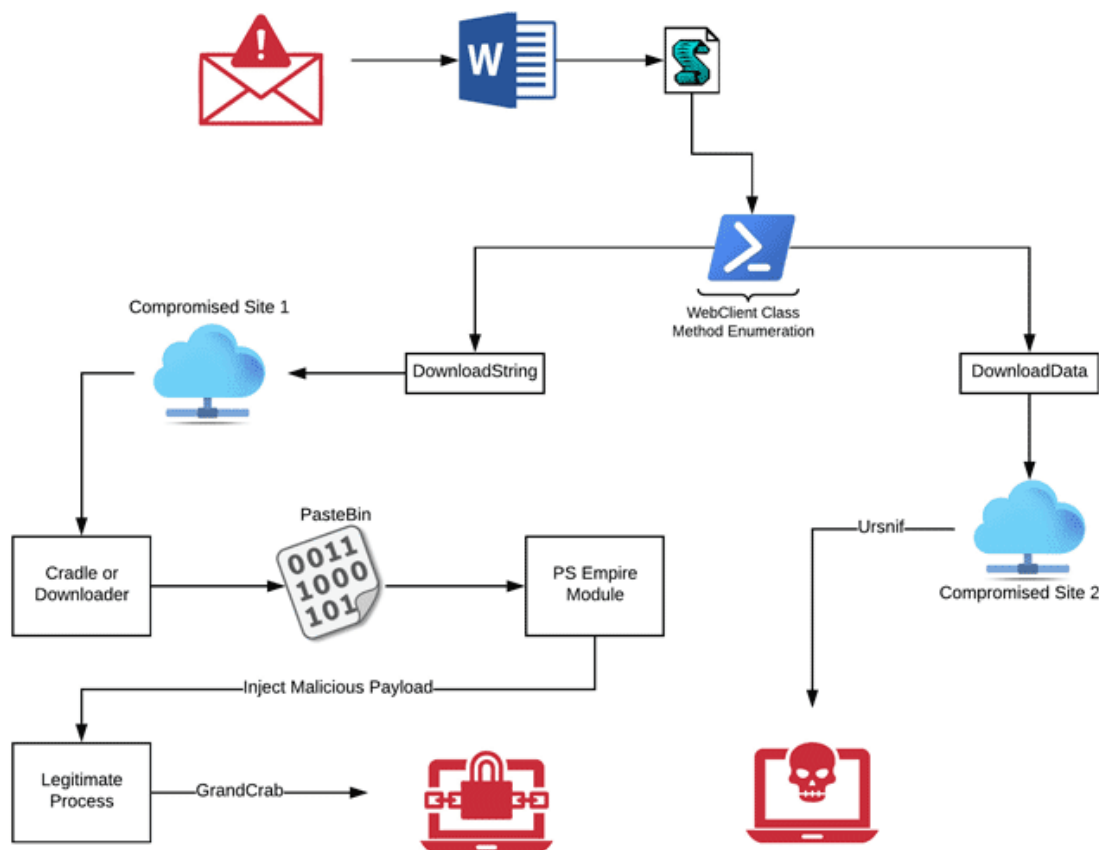 W
WebClient Class
Method Enumeration
Compromised Site 1
DownloadString
DownloadData
PasteBin
0011
1000
101
Ursnif
Cradle or
Downloader
PS Empire
Module
Compromised Site 2
Inject Malicious Payload
Legitimate
Process
GrandCrab